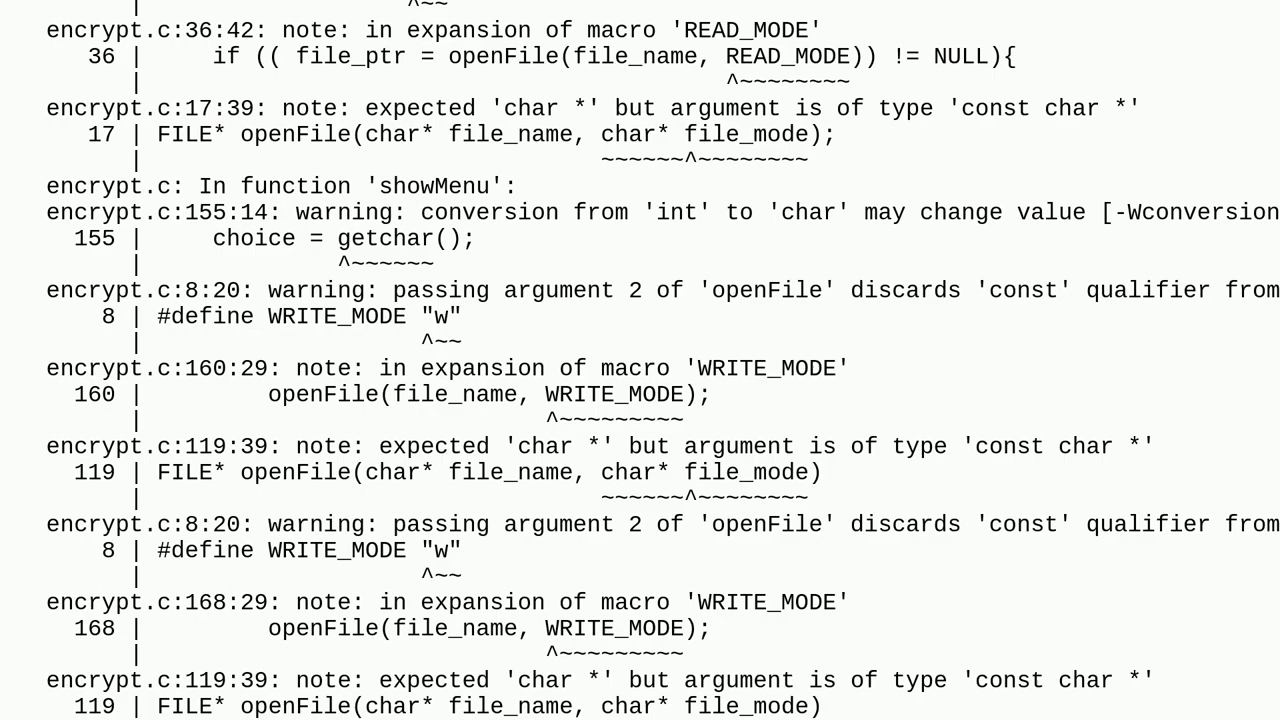 | ^~~
encrypt.c:36:42: note: in expansion of macro 'READ_MODE'
36 | if (( file_ptr = openFile(file_name, READ_MODE)) != NULL){
| ^~~~~~~~~
encrypt.c:17:39: note: expected 'char *' but argument is of type 'const char *'
17 | FILE* openFile(char* file_name, char* file_mode);
| ~~~~~~^~~~~~~~~
encrypt.c: In function 'showMenu':
encrypt.c:155:14: warning: conversion from 'int' to 'char' may change value [-Wconversion
155 | choice = getchar();
| ^~~~~~~
encrypt.c:8:20: warning: passing argument 2 of 'openFile' discards 'const' qualifier from
8 | #define WRITE_MODE "w"
| ^~~
encrypt.c:160:29: note: in expansion of macro 'WRITE_MODE'
160 | openFile(file_name, WRITE_MODE);
| ^~~~~~~~~~
encrypt.c:119:39: note: expected 'char *' but argument is of type 'const char *'
119 | FILE* openFile(char* file_name, char* file_mode)
| ~~~~~~^~~~~~~~~
encrypt.c:8:20: warning: passing argument 2 of 'openFile' discards 'const' qualifier from
8 | #define WRITE_MODE "w"
| ^~~
encrypt.c:168:29: note: in expansion of macro 'WRITE_MODE'
168 | openFile(file_name, WRITE_MODE);
| ^~~~~~~~~~
encrypt.c:119:39: note: expected 'char *' but argument is of type 'const char *'
119 | FILE* openFile(char* file_name, char* file_mode)